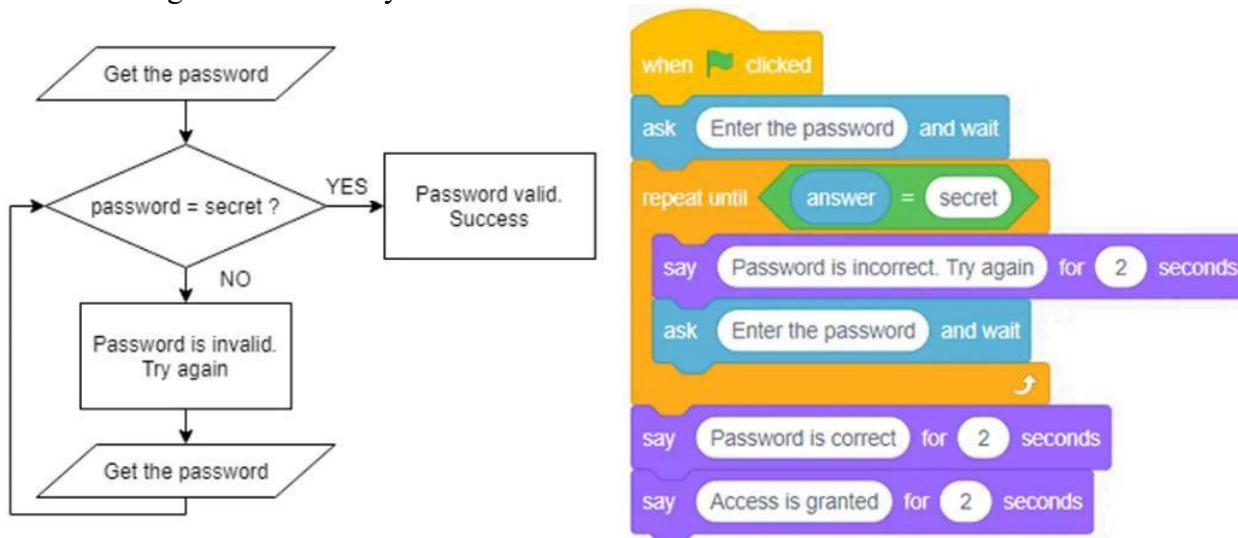 Get the password
password = secret ?
YES
Password valid.
Success
NO
Password is invalid.
Try again
Get the password
when clicked
ask Enter the password and wait
repeat until answer = secret
say Password is incorrect. Try again for 2 seconds
ask Enter the password and wait
say Password is correct for 2 seconds
say Access is granted for 2 seconds